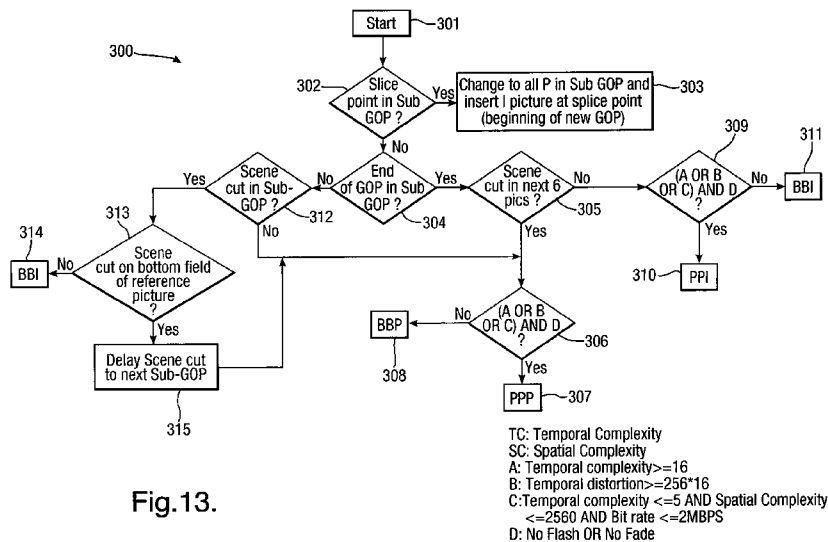 Start
301
300
302
Slice
point in Sub
GOP ?
Yes
Change to all P in Sub GOP and
insert I picture at splice point
(beginning of new GOP)
303
No
Yes
Scene
cut in Sub-
GOP ?
312
No
No
End
of GOP in Sub
GOP ?
304
Yes
Scene
cut in next 6
pics ?
305
No
Yes
309
(A OR B
OR C) AND D
?
No
311
BBI
Yes
310
PPI
313
314
BBI
No
Scene
cut on bottom field
of reference
picture
?
Yes
Delay Scene cut
to next Sub-GOP
315
(A OR B
OR C) AND D
?
306
No
BBP
308
Yes
PPP
307
TC: Temporal Complexity
SC: Spatial Complexity
A: Temporal complexity>=16
B: Temporal distortion>=256*16
C:Temporal complexity <=5 AND Spatial Complexity
<=2560 AND Bit rate <=2MBPS
D: No Flash OR No Fade
Fig.13.